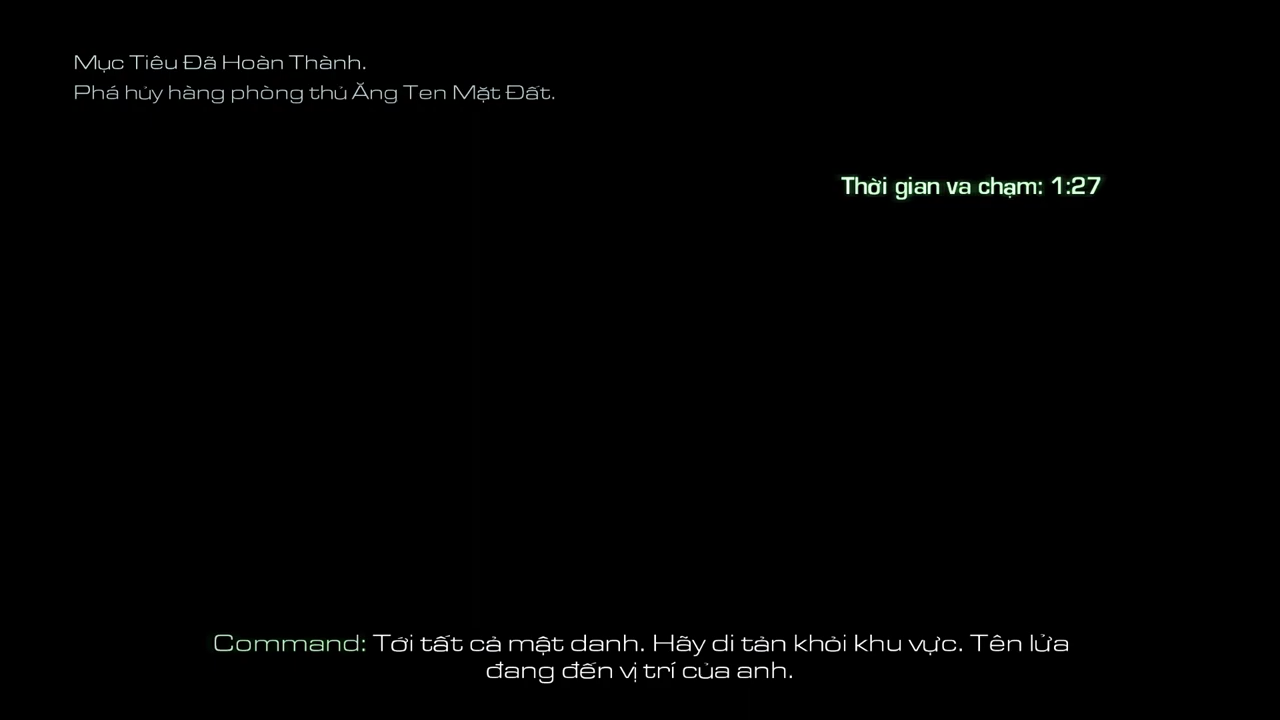 Mục Tiêu Đã Hoàn Thành.
Phá hủy hàng phòng thủ Ăng Ten Mặt Đất.
Thời gian va chạm: 1:27
Command: Tới tất cả mật danh. Hãy di tản khỏi khu vực. Tên lửa
đang đến vị trí của anh.